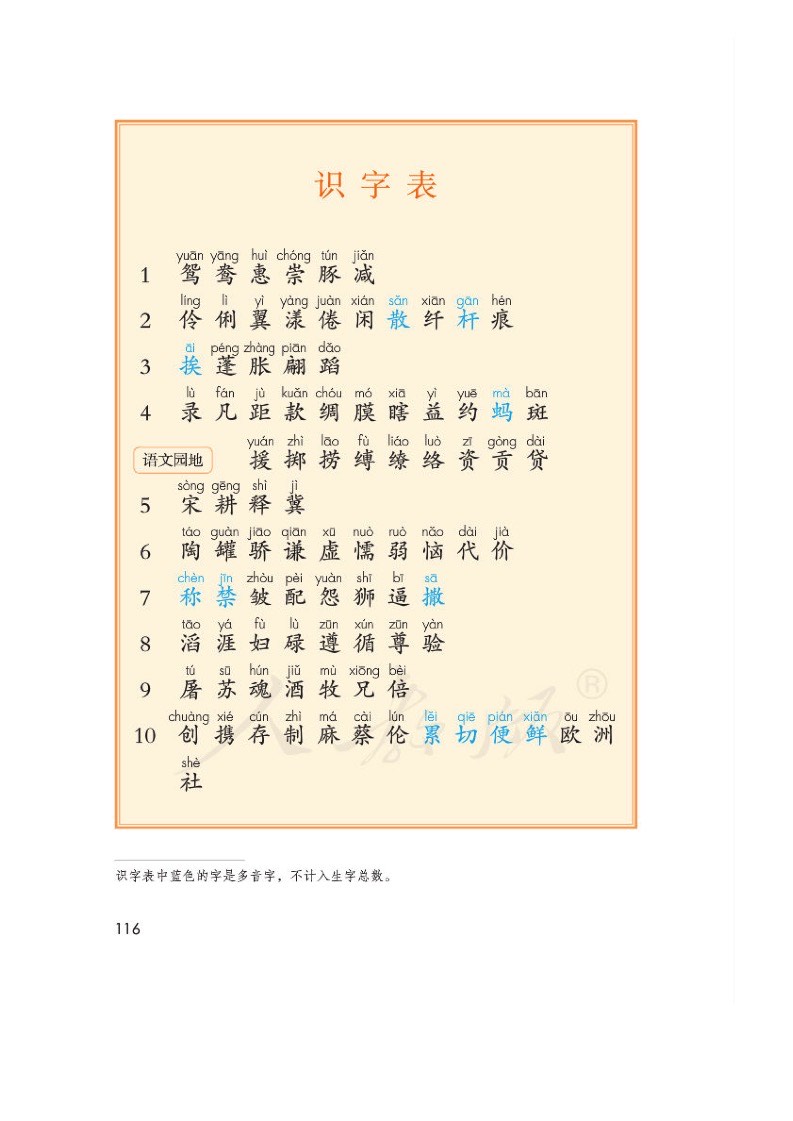 识字表
yuān yāng huì chóng tún jiǎn
1 鸳 鸯 惠 崇 豚 减
líng lì yì yàng juàn xián sǎn xiān gān hén
2 伶 俐 翼 漾 倦 闲 散 纤 杆 痕
āi péng zhàng piān dǎo
3 挨 蓬 胀 翩 蹈
lù fán jù kuǎn chóu mó xiā yì yuē mà bān
4 录 凡 距 款 绸 膜 瞎 益 约 蚂 斑
yuán zhì lāo fù liáo luò zī gòng dài
语文园地 援 掷 捞 缚 缭 络 资 贡 贷
sòng gēng shì jì
5 宋 耕 释 冀
táo guàn jiāo qiān xū nuò ruò nǎo dài jià
6 陶 罐 骄 谦 虚 懦 弱 恼 代 价
chèn jīn zhòu pèi yuàn shī bī sā
7 称 禁 皱 配 怨 狮 逼 撒
tāo yá fù lù zūn xún zūn yàn
8 滔 涯 妇 碌 遵 循 尊 验
tú sū hún jiǔ mù xiōng bèi
9 屠 苏 魂 酒 牧 兄 倍
chuàng xié cún zhì má cài lún lěi qiē pián xiān ōu zhōu
10 创 携 存 制 麻 蔡 伦 累 切 便 鲜 欧 洲
shè
社
人教版®
识字表中蓝色的字是多音字，不计入生字总数。
116